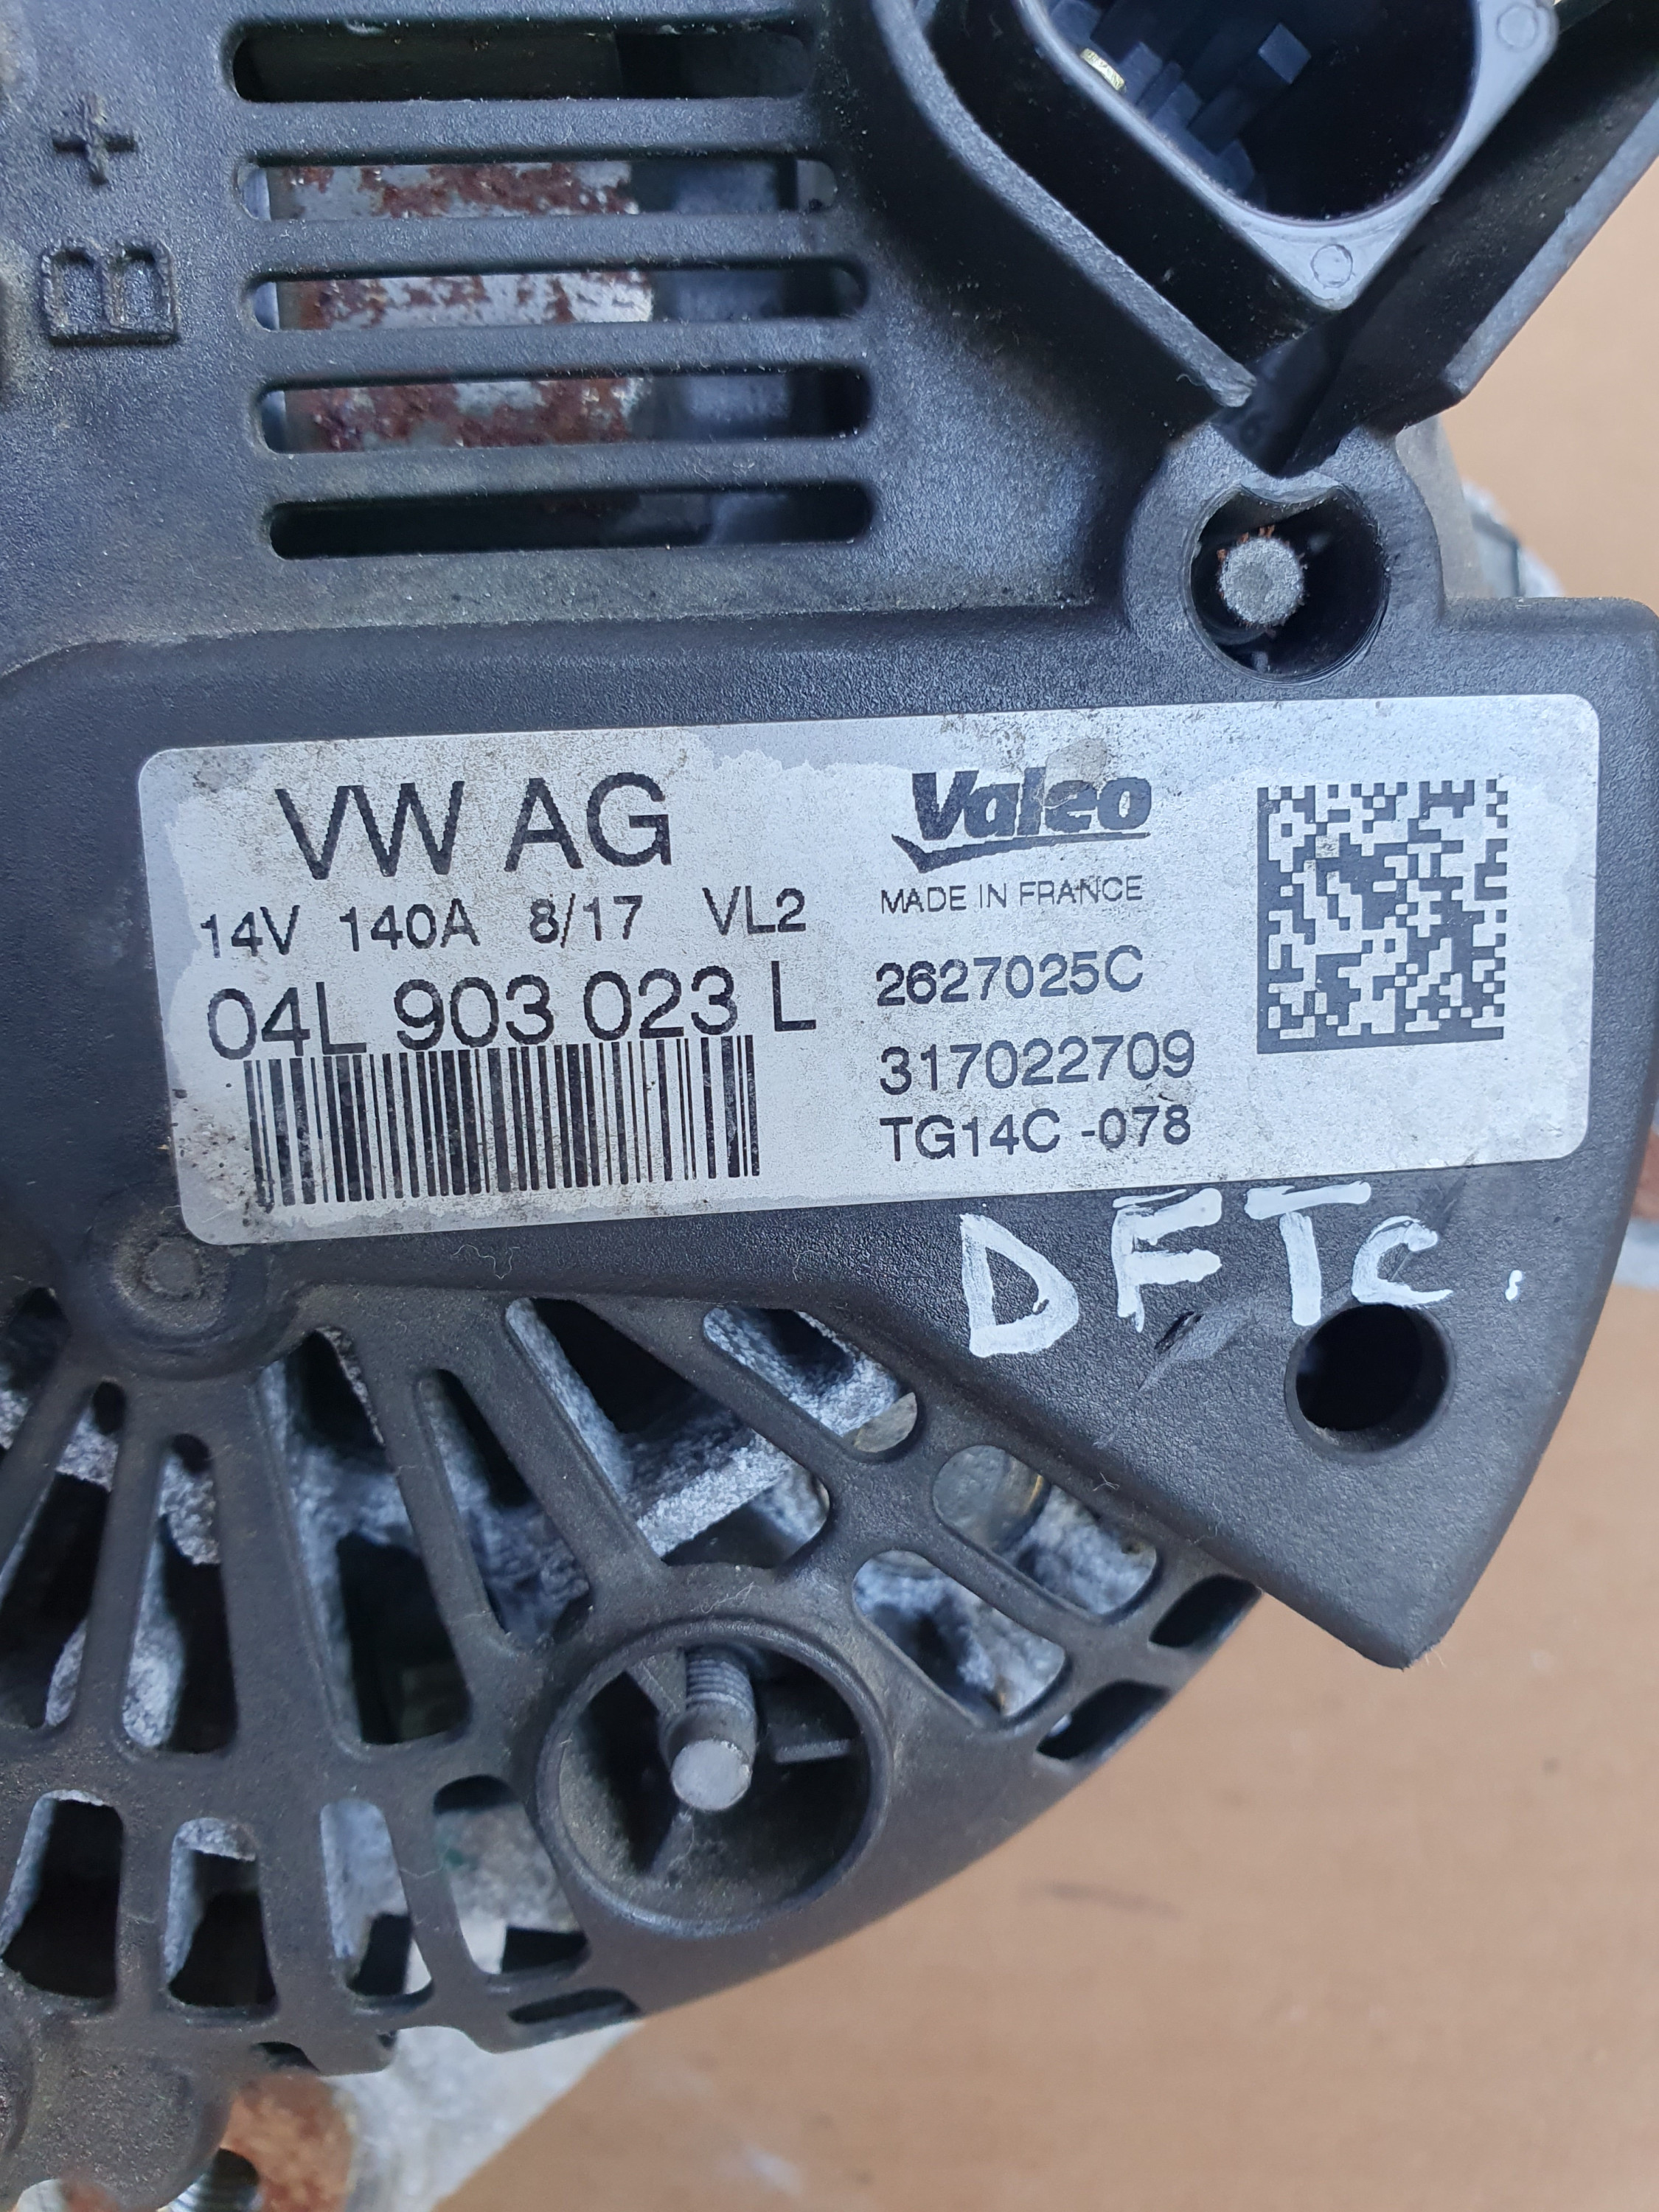 B+
VW AG
14V 140A 8/17 VL2
04L 903 023 L
Valeo
MADE IN FRANCE
2627025C
317022709
TG14C -078
DFTc.